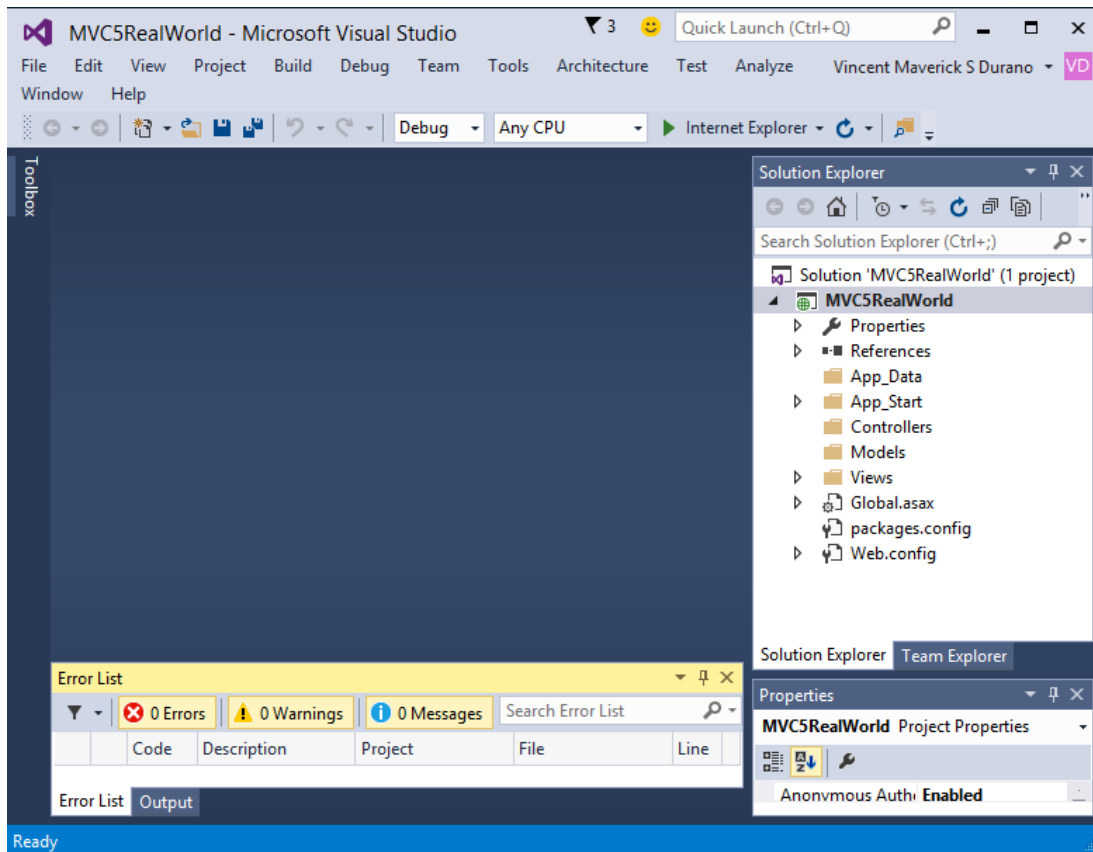 MVC5RealWorld - Microsoft Visual Studio
3
Quick Launch (Ctrl+Q)
File Edit View Project Build Debug Team Tools Architecture Test Analyze Vincent Maverick S Durano VD
Window Help
Debug Any CPU Internet Explorer
Toolbox
Solution Explorer
Search Solution Explorer (Ctrl+;)
Solution 'MVC5RealWorld' (1 project)
MVC5RealWorld
Properties
References
App_Data
App_Start
Controllers
Models
Views
Global.asax
packages.config
Web.config
Solution Explorer Team Explorer
Error List
0 Errors 0 Warnings 0 Messages Search Error List
Code Description Project File Line
Error List Output
Properties
MVC5RealWorld Project Properties
Anonymous Auth Enabled
Ready